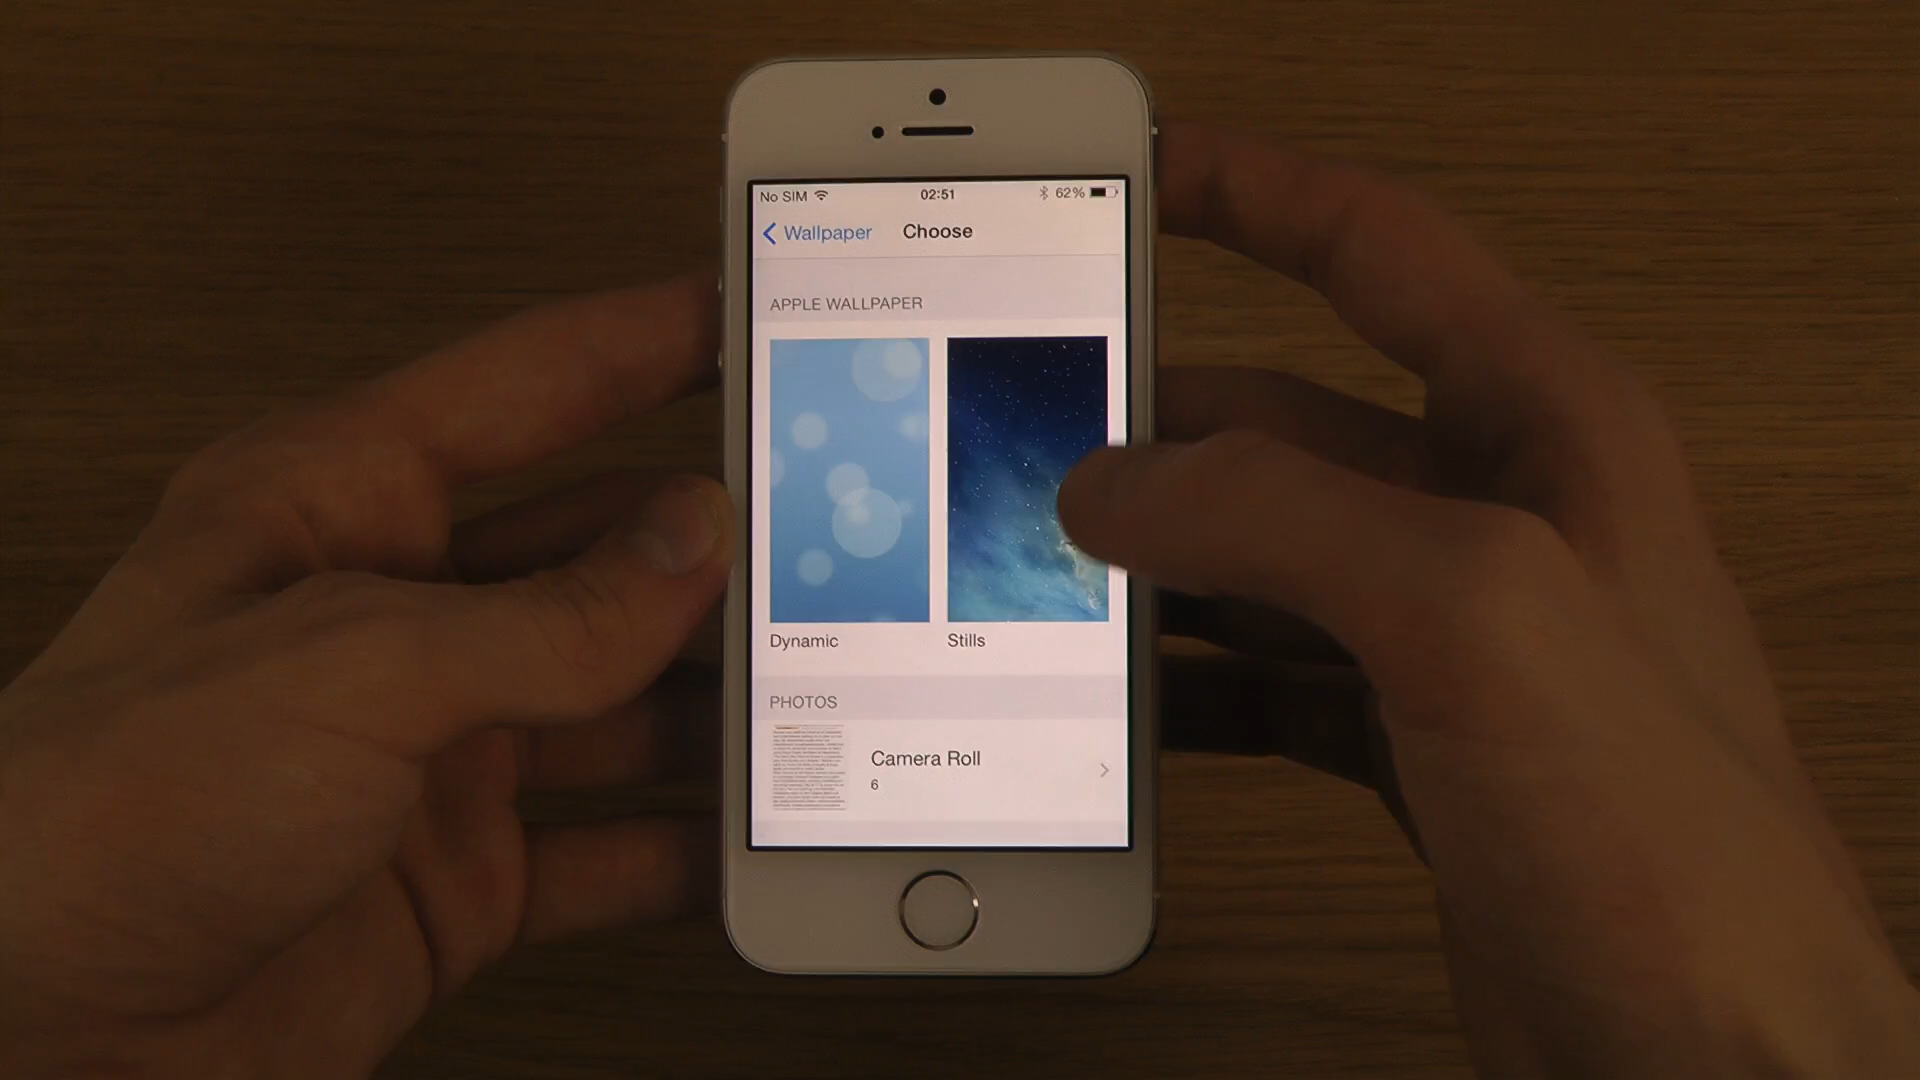 No SIM 02:51 62%
Wallpaper Choose
APPLE WALLPAPER
Dynamic Stills
PHOTOS
Camera Roll
6